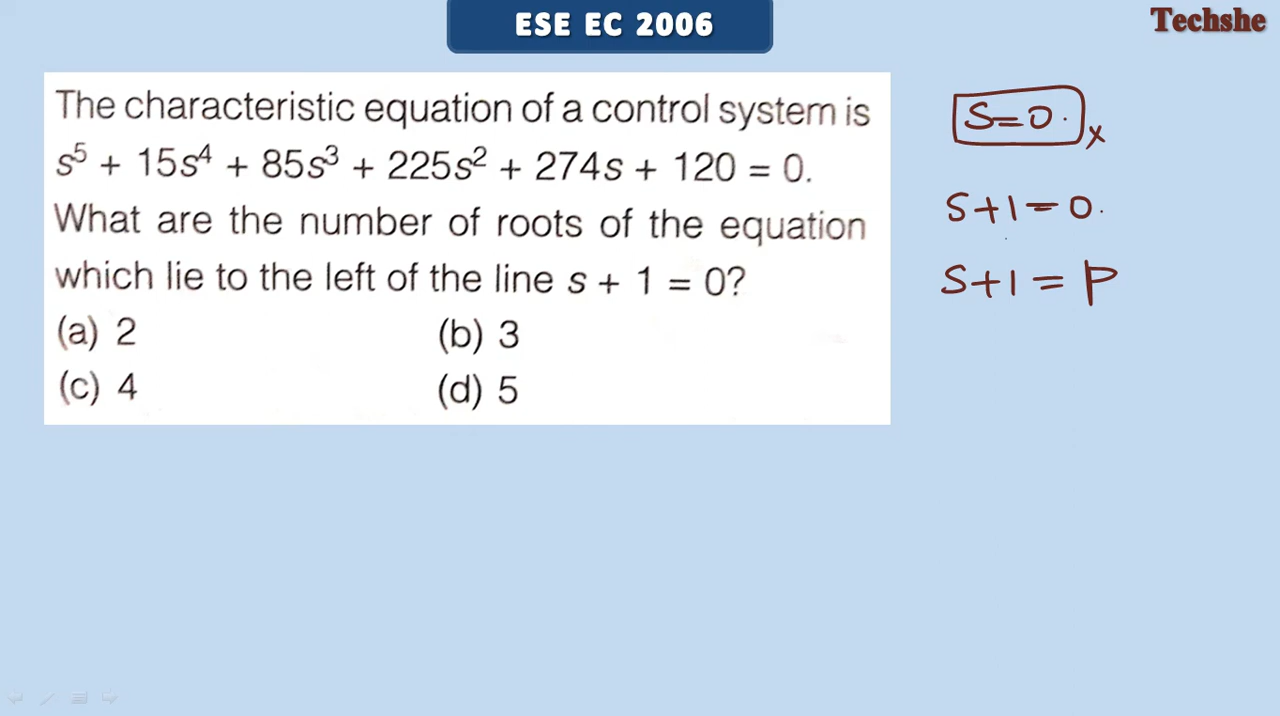 ESE EC 2006
Techshe
The characteristic equation of a control system is
s⁵ + 15s⁴ + 85s³ + 225s² + 274s + 120 = 0.
What are the number of roots of the equation
which lie to the left of the line s + 1 = 0?
(a) 2 (b) 3
(c) 4 (d) 5
S=0. x
S+1=0.
S+1 = P